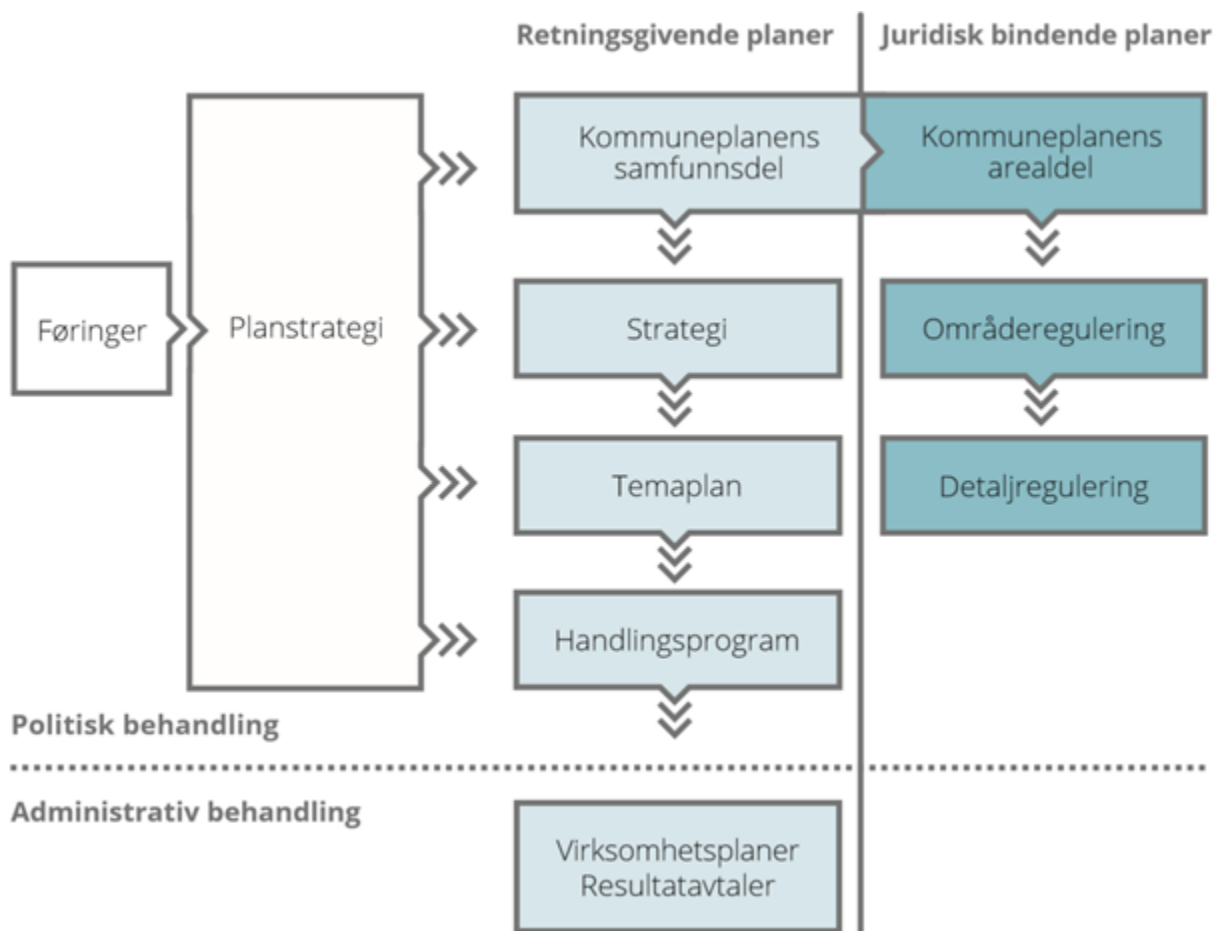 Retningsgivende planer
Juridisk bindende planer
Kommuneplanens
samfunnsdel
Kommuneplanens
arealdel
Føringer
Planstrategi
Strategi
Områderegulering
Temaplan
Detaljregulering
Handlingsprogram
Politisk behandling
Administrativ behandling
Virksomhetsplaner
Resultatavtaler